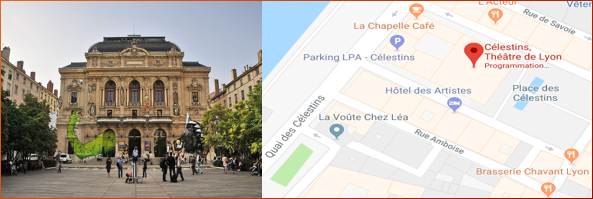 L'Acteur
Véter
La Chapelle Café
Rue de Savoie
Parking LPA - Célestins
Célestins,
Théâtre de Lyon
Programmation...
Hôtel des Artistes
Place des
Célestins
Quai des Célestins
La Voûte Chez Léa
Rue Amboise
Brasserie Chavant Lyon